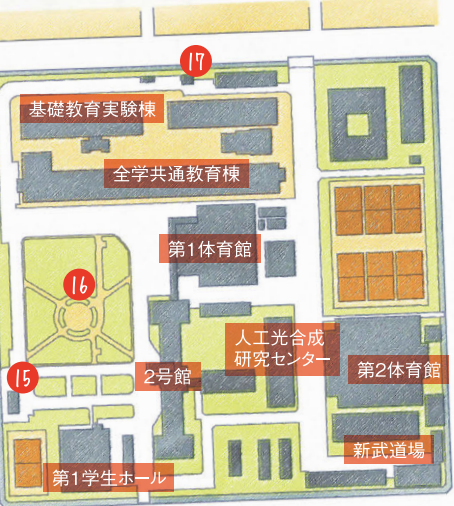 17
基礎教育実験棟
全学共通教育棟
第1体育館
16
人工光合成
研究センター
第2体育館
2号館
15
新武道場
第1学生ホール